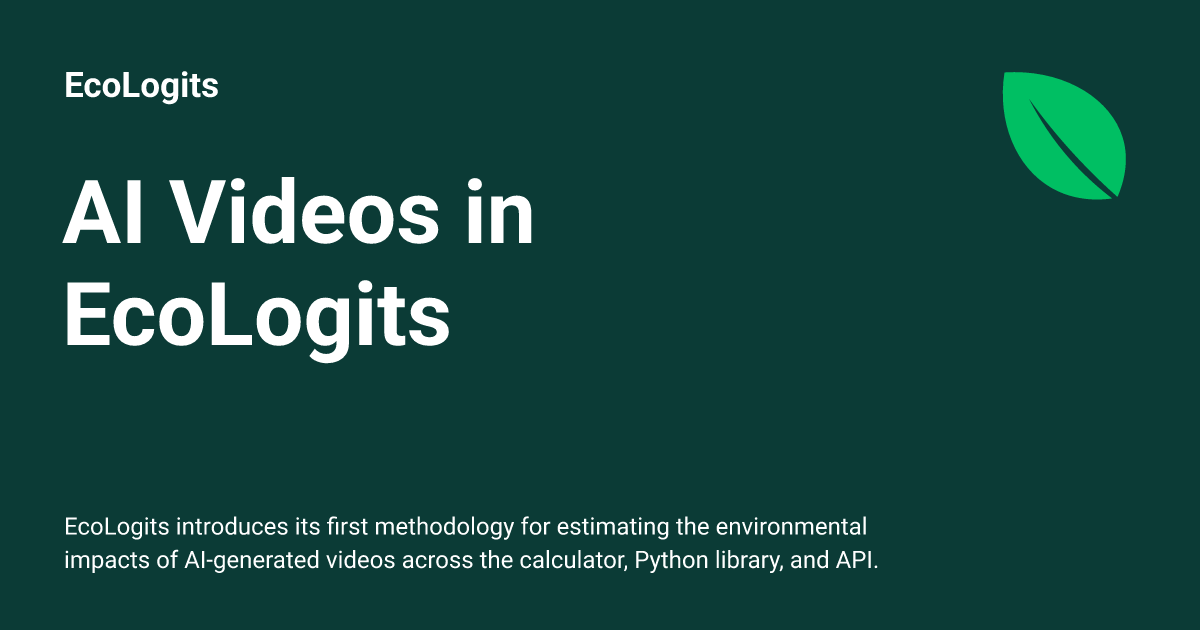 EcoLogits
AI Videos in
EcoLogits
EcoLogits introduces its first methodology for estimating the environmental
impacts of AI-generated videos across the calculator, Python library, and API.